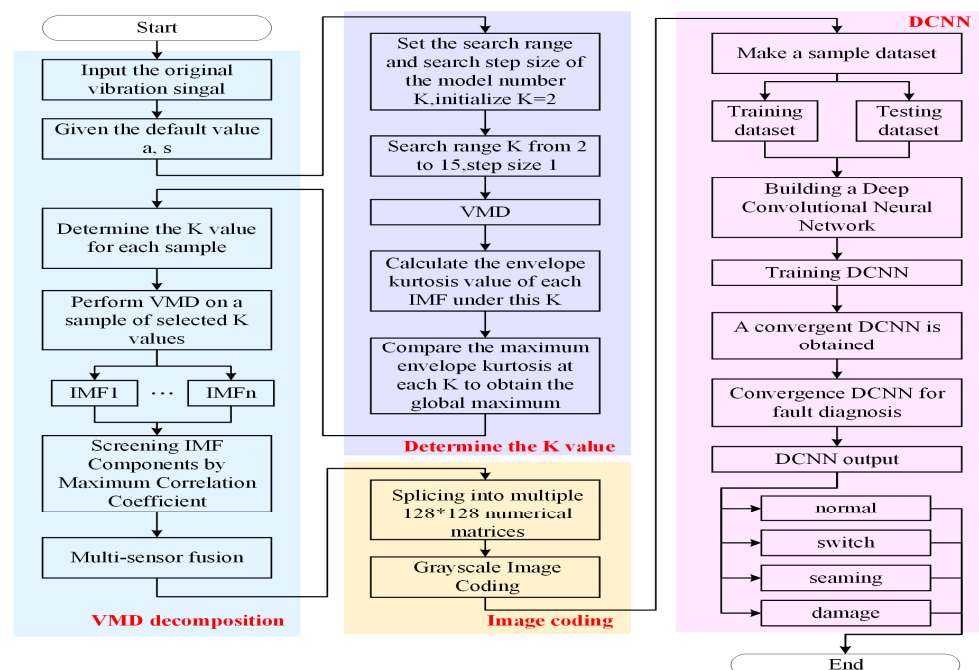 Start
Input the original
vibration singal
Given the default value
a, s
Determine the K value
for each sample
Perform VMD on a
sample of selected K
values
IMF1
...
IMFn
Screening IMF
Components by
Maximum Correlation
Coefficient
Multi-sensor fusion
VMD decomposition
Set the search range
and search step size of
the model number
K,initialize K=2
Search range K from 2
to 15,step size 1
VMD
Calculate the envelope
kurtosis value of each
IMF under this K
Compare the maximum
envelope kurtosis at
each K to obtain the
global maximum
Determine the K value
Splicing into multiple
128*128 numerical
matrices
Grayscale Image
Coding
Image coding
DCNN
Make a sample dataset
Training
dataset
Testing
dataset
Building a Deep
Convolutional Neural
Network
Training DCNN
A convergent DCNN is
obtained
Convergence DCNN for
fault diagnosis
DCNN output
normal
switch
seaming
damage
End